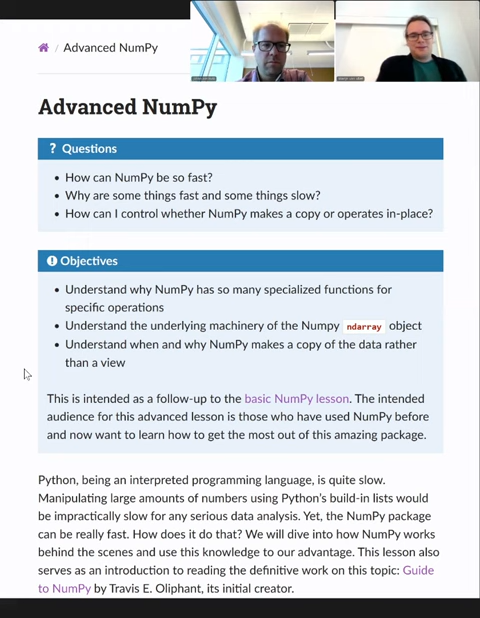 / Advanced NumPy
Advanced NumPy
? Questions
• How can NumPy be so fast?
• Why are some things fast and some things slow?
• How can I control whether NumPy makes a copy or operates in-place?
! Objectives
• Understand why NumPy has so many specialized functions for
specific operations
• Understand the underlying machinery of the Numpy ndarray object
• Understand when and why NumPy makes a copy of the data rather
than a view
This is intended as a follow-up to the basic NumPy lesson. The intended
audience for this advanced lesson is those who have used NumPy before
and now want to learn how to get the most out of this amazing package.
Python, being an interpreted programming language, is quite slow.
Manipulating large amounts of numbers using Python's build-in lists would
be impractically slow for any serious data analysis. Yet, the NumPy package
can be really fast. How does it do that? We will dive into how NumPy works
behind the scenes and use this knowledge to our advantage. This lesson also
serves as an introduction to reading the definitive work on this topic: Guide
to NumPy by Travis E. Oliphant, its initial creator.